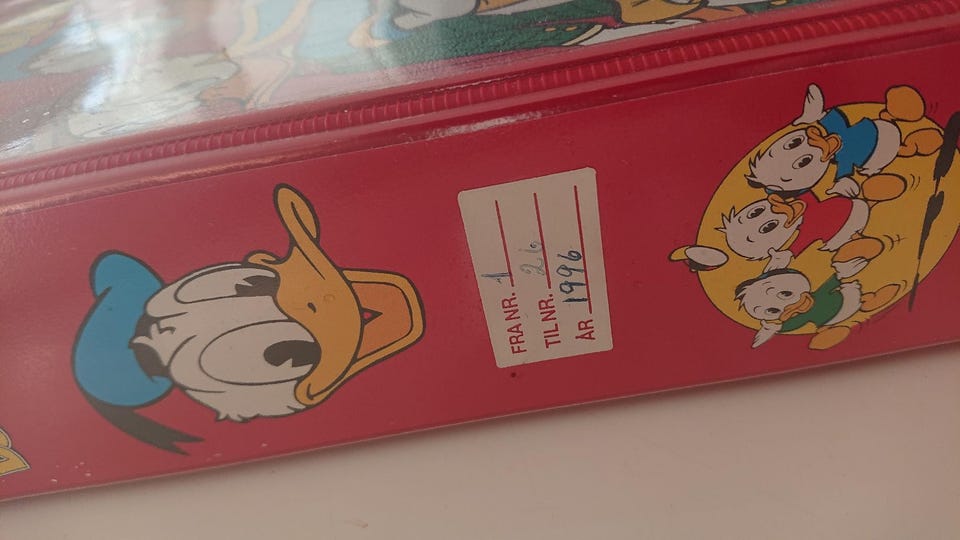 FRA NR. 1
TIL NR. 26
ÅR 1996